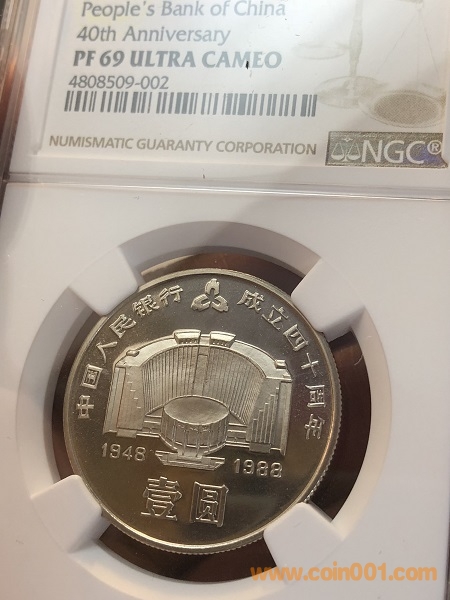 People's Bank of China
40th Anniversary
PF 69 ULTRA CAMEO
4808509-002
NUMISMATIC GUARANTY CORPORATION
NGC®
中国人民银行 成立四十周年
1948 1988
壹圆
www.coin001.com